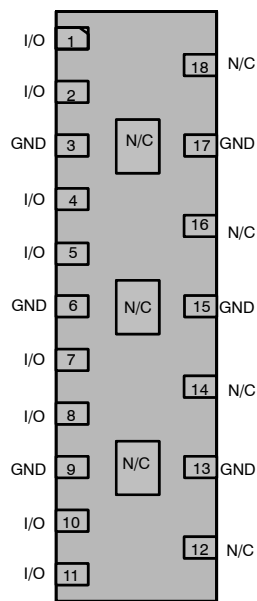 I/O 1
18 N/C
I/O 2
GND 3 N/C 17 GND
I/O 4
16 N/C
I/O 5
GND 6 N/C 15 GND
I/O 7
14 N/C
I/O 8
GND 9 N/C 13 GND
I/O 10
12 N/C
I/O 11